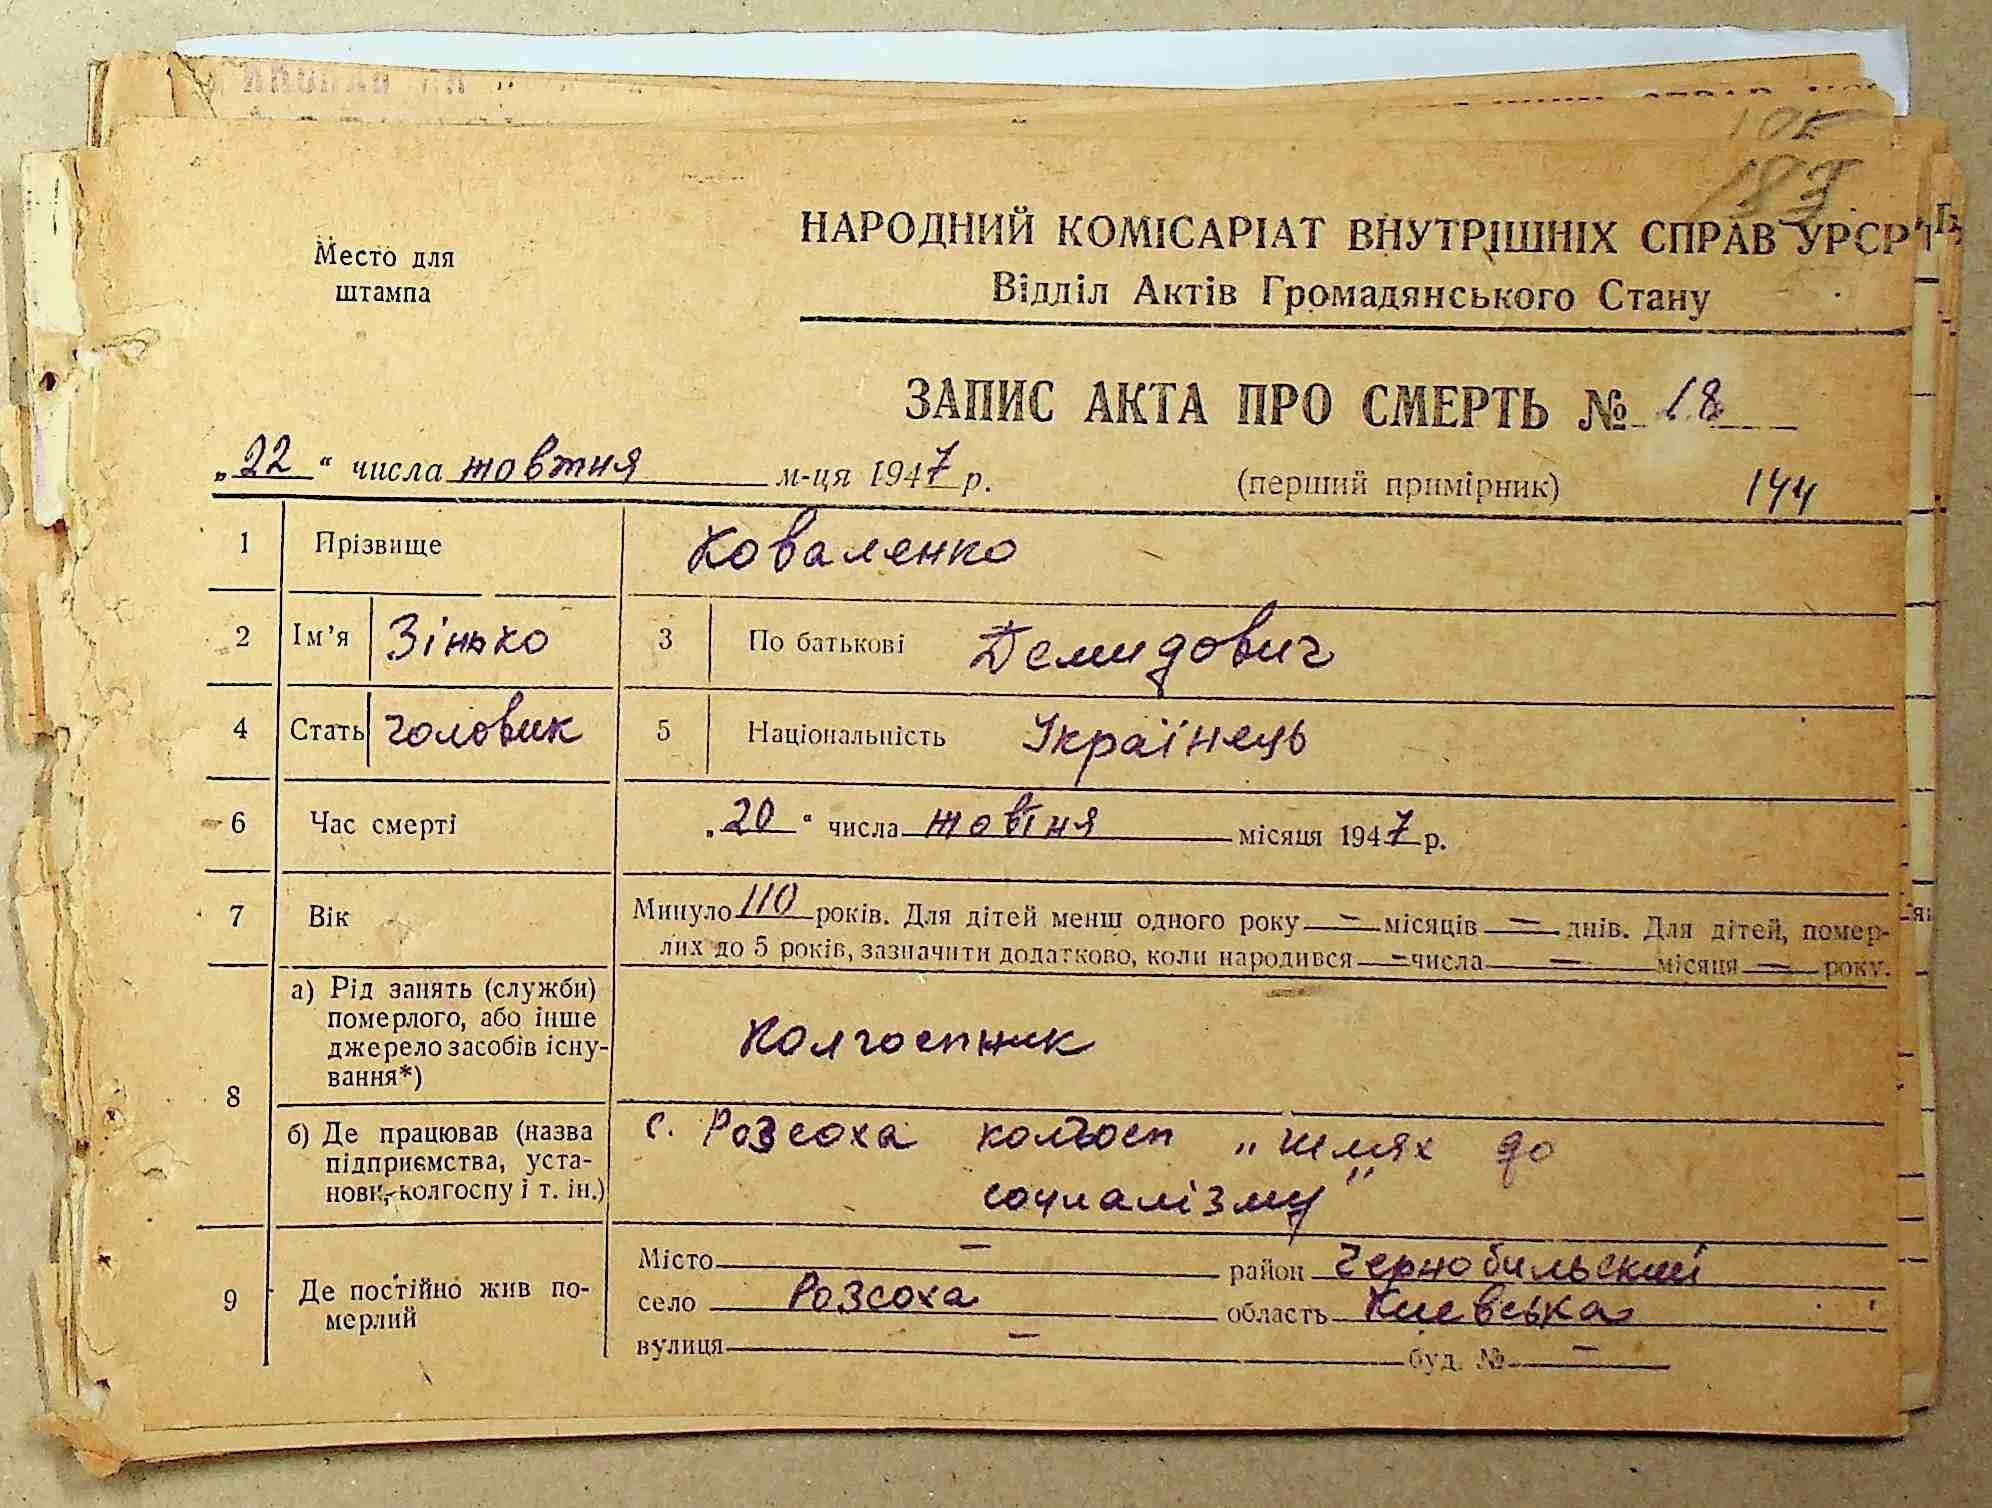 105
183
Место для
штампа
НАРОДНИЙ КОМІСАРІАТ ВНУТРІШНІХ СПРАВ УРСР
Відділ Актів Громадянського Стану
ЗАПИС АКТА ПРО СМЕРТЬ № 18
„22“ числа жовтня м-ця 1947 р. (перший примірник) 144
1 Прізвище Коваленко
2 Ім'я Зінько 3 По батькові Демидович
4 Стать чоловик 5 Національність Українець
6 Час смерті „20“ числа жовтня місяця 1947 р.
7 Вік Минуло 110 років. Для дітей менш одного року — місяців — днів. Для дітей, помер-
лих до 5 років, зазначити додатково, коли народився — числа — місяця — року.
8 а) Рід занять (служби)
померлого, або інше
джерело засобів існу-
вання*)
Колгоспник
б) Де працював (назва
підприємства, уста-
нови, колгоспу і т. ін.)
с. Розсоха колгосп „шлях до
социалізму"
9 Де постійно жив по-
мерлий
Місто — район Чернобильский
село Розсоха область Киевська
вулиця — буд. № —